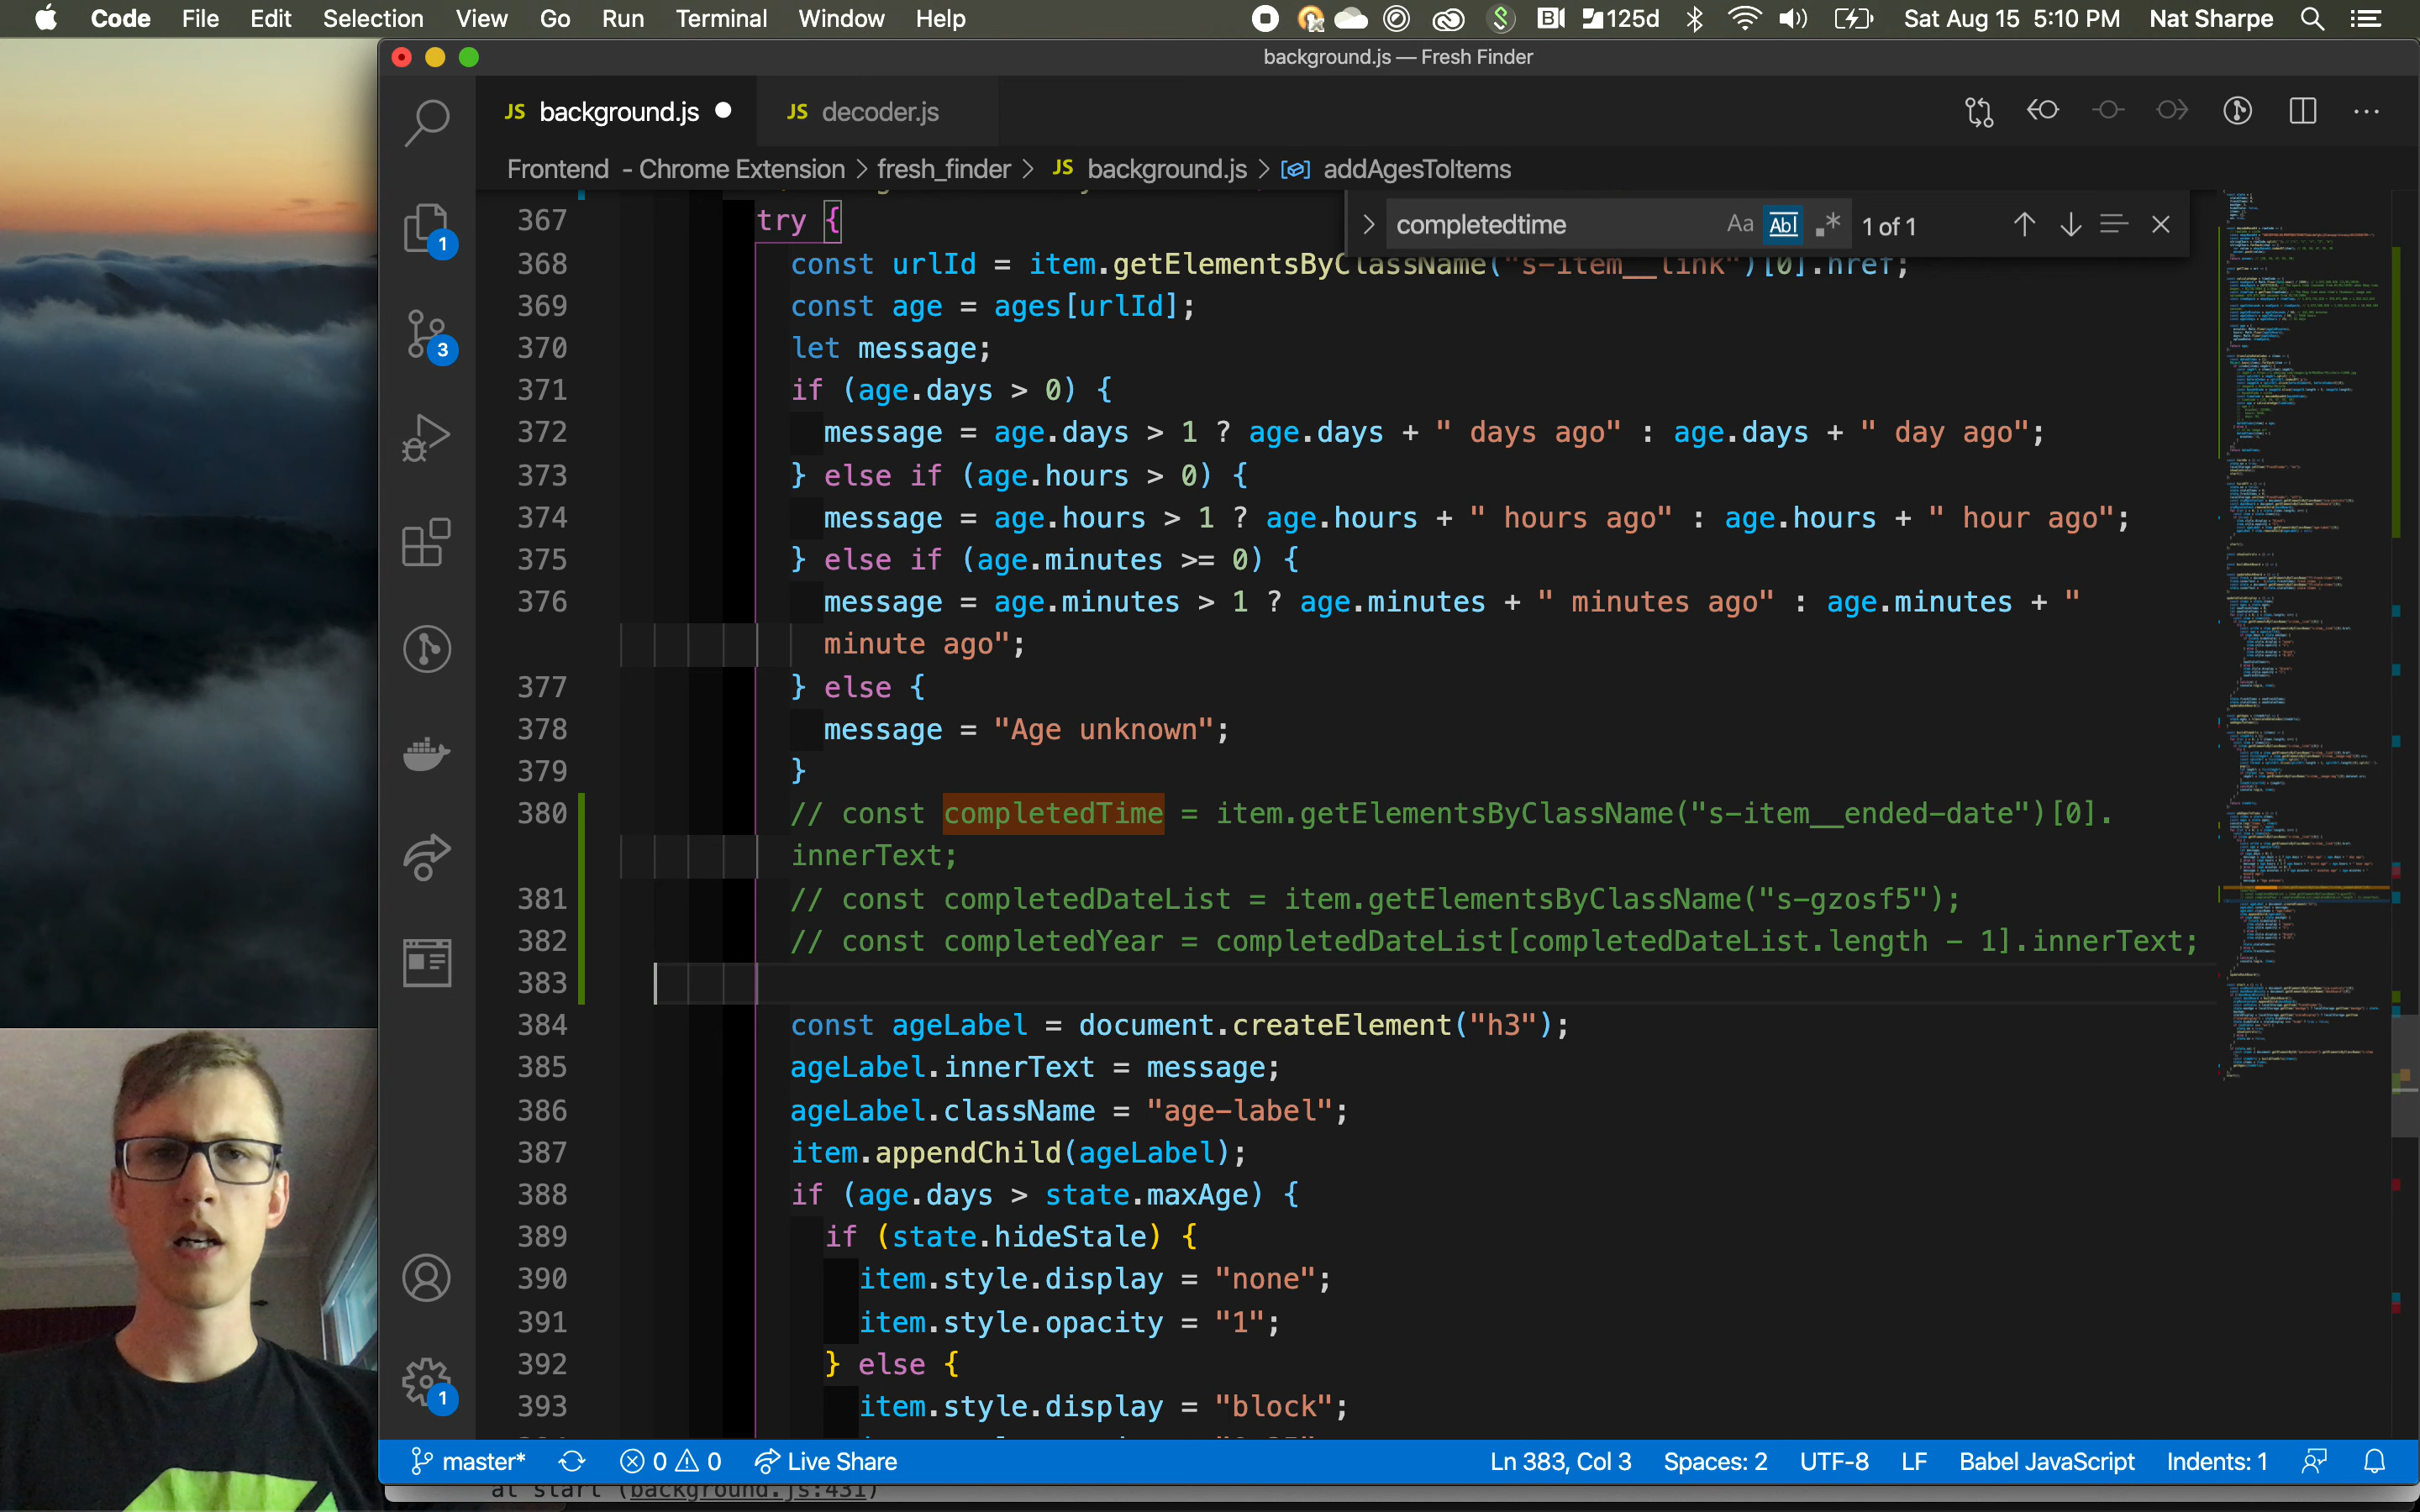 Code File Edit Selection View Go Run Terminal Window Help 125d Sat Aug 15 5:10 PM Nat Sharpe
background.js — Fresh Finder
JS background.js JS decoder.js
Frontend - Chrome Extension > fresh_finder > JS background.js > addAgesToItems
completedtime Aa Abl .* 1 of 1
367 try {
368 const urlId = item.getElementsByClassName("s-item__link")[0].href;
369 const age = ages[urlId];
370 let message;
371 if (age.days > 0) {
372 message = age.days > 1 ? age.days + " days ago" : age.days + " day ago";
373 } else if (age.hours > 0) {
374 message = age.hours > 1 ? age.hours + " hours ago" : age.hours + " hour ago";
375 } else if (age.minutes >= 0) {
376 message = age.minutes > 1 ? age.minutes + " minutes ago" : age.minutes + "
minute ago";
377 } else {
378 message = "Age unknown";
379 }
380 // const completedTime = item.getElementsByClassName("s-item__ended-date")[0].
innerText;
381 // const completedDateList = item.getElementsByClassName("s-gzosf5");
382 // const completedYear = completedDateList[completedDateList.length - 1].innerText;
383
384 const ageLabel = document.createElement("h3");
385 ageLabel.innerText = message;
386 ageLabel.className = "age-label";
387 item.appendChild(ageLabel);
388 if (age.days > state.maxAge) {
389 if (state.hideStale) {
390 item.style.display = "none";
391 item.style.opacity = "1";
392 } else {
393 item.style.display = "block";
1
3
1
master* 0 0 Live Share Ln 383, Col 3 Spaces: 2 UTF-8 LF Babel JavaScript Indents: 1
at start (background.js:431)